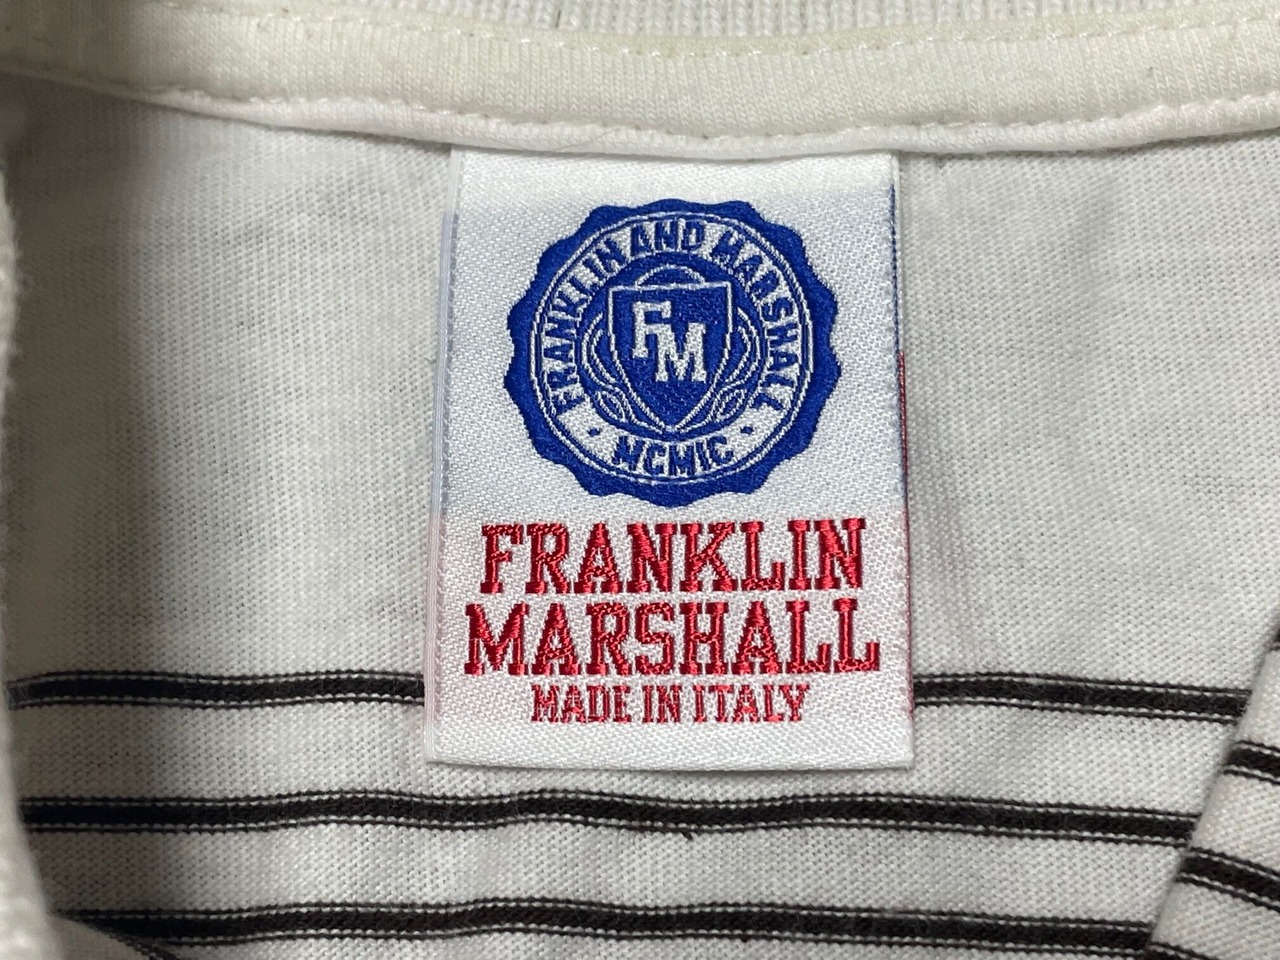 FRANKLIN AND MARSHALL
FM
· MCMIC ·
FRANKLIN
MARSHALL
MADE IN ITALY